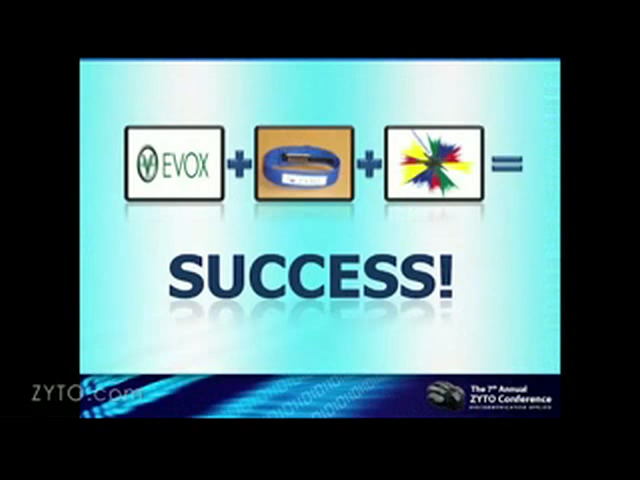 EVOX
SUCCESS!
ZYTO.com
The 7th Annual
ZYTO Conference